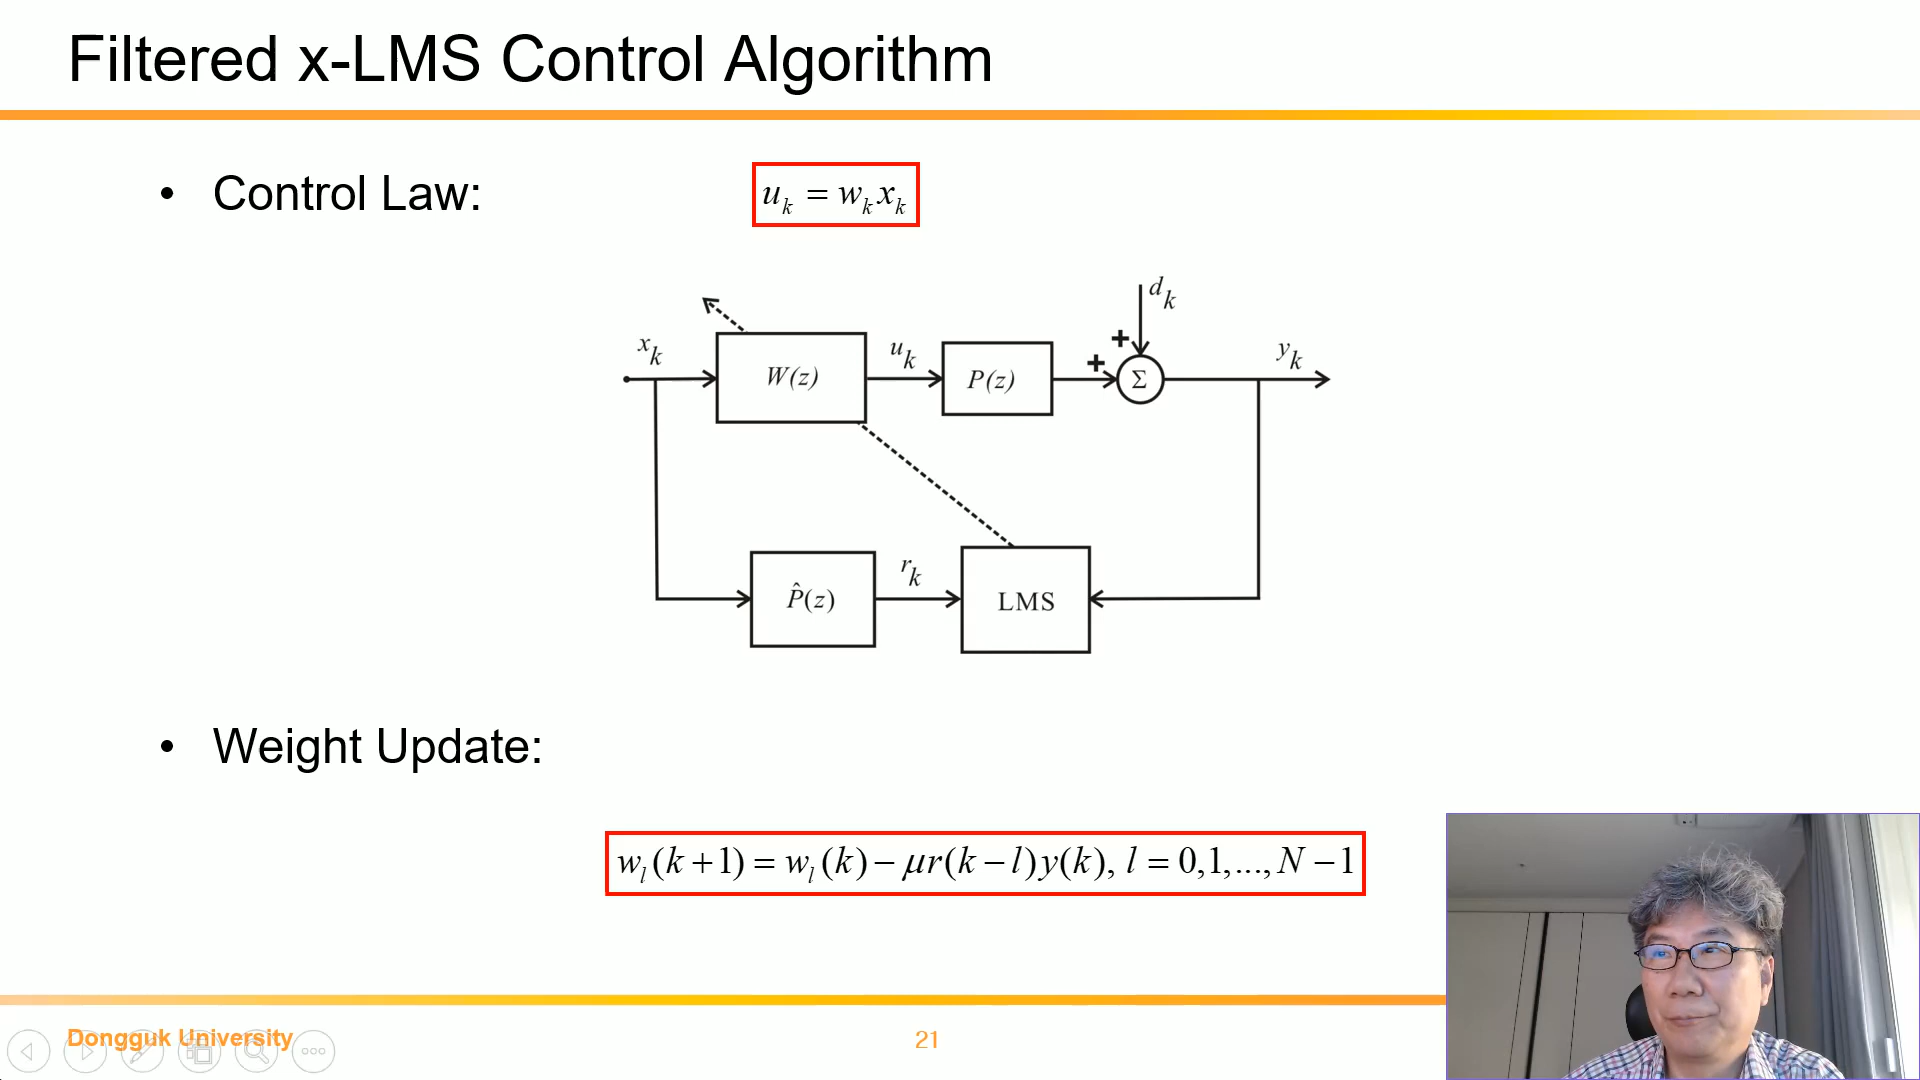 Filtered x-LMS Control Algorithm
• Control Law:
u_k = w_k x_k
d_k
x_k
W(z)
u_k
P(z)
+
+
Σ
y_k
P̂(z)
r_k
LMS
• Weight Update:
w_l(k+1) = w_l(k) − μr(k−l)y(k), l = 0,1,..., N −1
Dongguk University
21